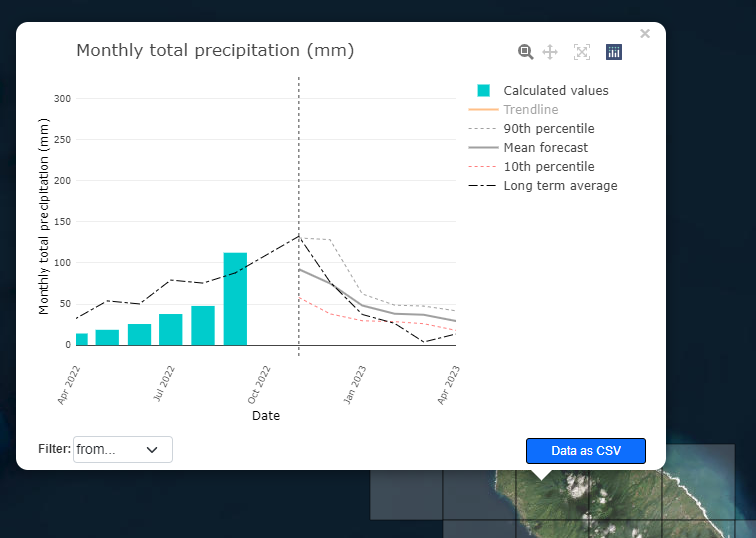 ×
Monthly total precipitation (mm)
Calculated values
Trendline
90th percentile
Mean forecast
10th percentile
Long term average
Monthly total precipitation (mm)
300
250
200
150
100
50
0
Apr 2022
Jul 2022
Oct 2022
Jan 2023
Apr 2023
Date
Filter: from...
Data as CSV